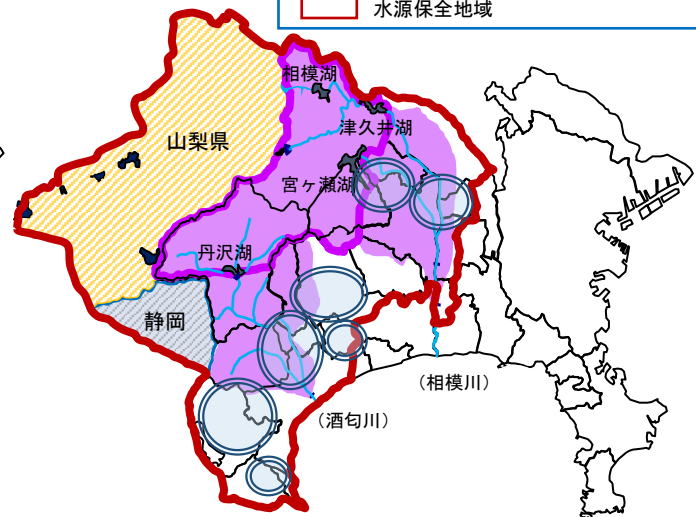 水源保全地域
相模湖
津久井湖
山梨県
宮ヶ瀬湖
丹沢湖
静岡
（相模川）
（酒匂川）